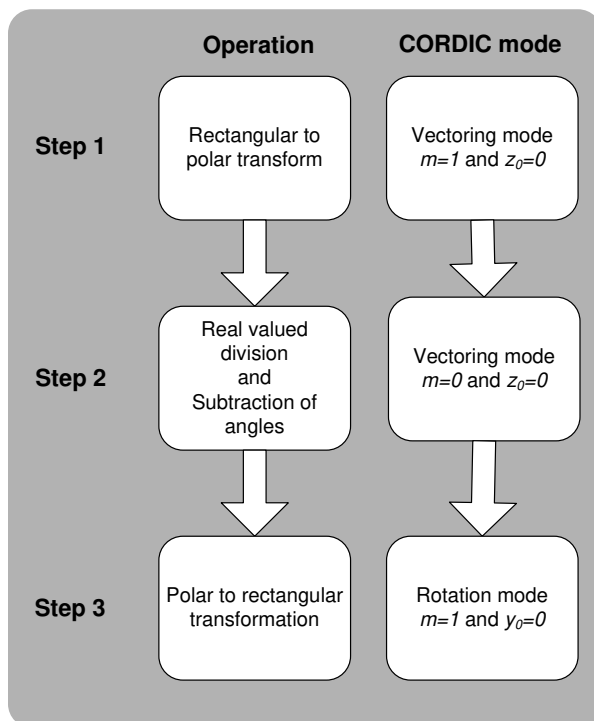 Operation
CORDIC mode
Step 1
Rectangular to
polar transform
Vectoring mode
m=1 and z₀=0
Step 2
Real valued
division
and
Subtraction of
angles
Vectoring mode
m=0 and z₀=0
Step 3
Polar to rectangular
transformation
Rotation mode
m=1 and y₀=0